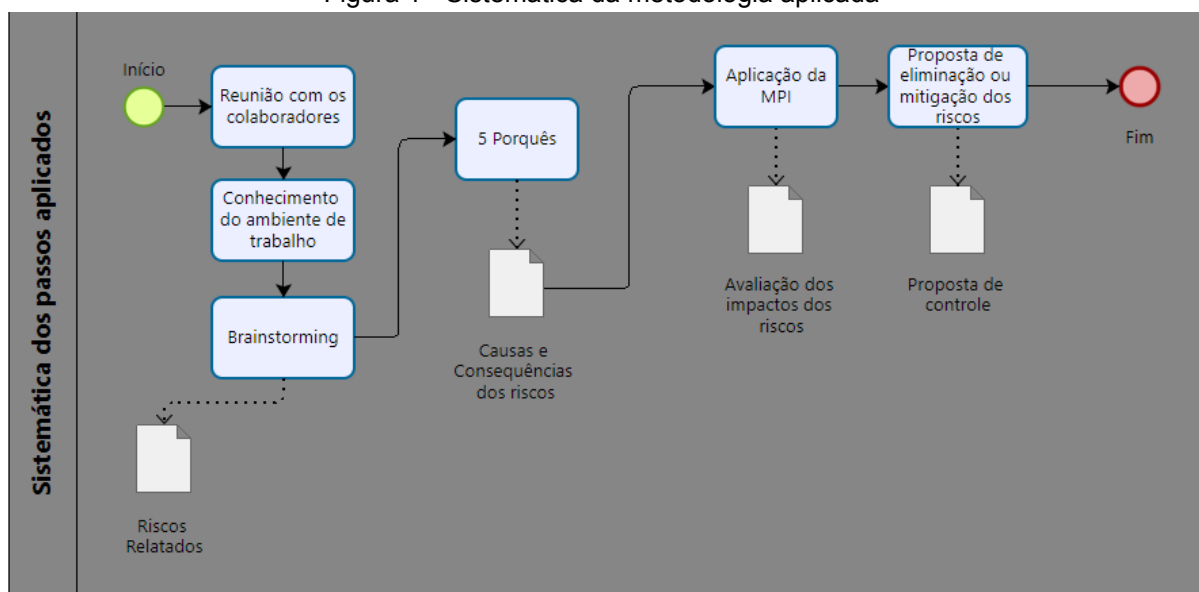 Sistemática dos passos aplicados
Início
Reunião com os
colaboradores
Conhecimento
do ambiente de
trabalho
Brainstorming
Riscos
Relatados
5 Porquês
Causas e
Consequências
dos riscos
Aplicação da
MPI
Avaliação dos
impactos dos
riscos
Proposta de
eliminação ou
mitigação dos
riscos
Proposta de
controle
Fim